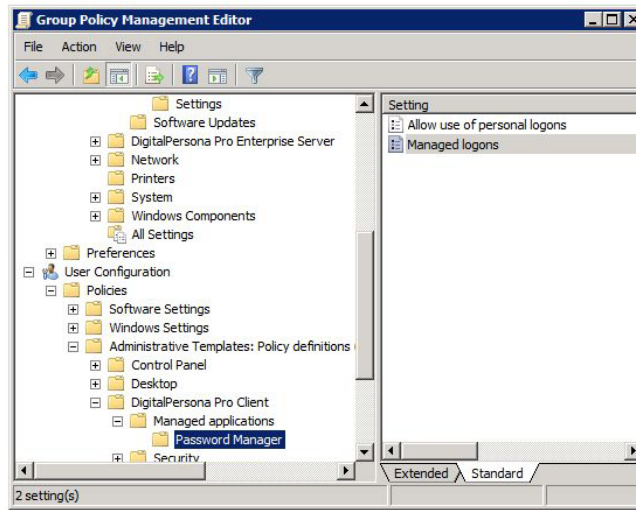 Group Policy Management Editor
File Action View Help
Settings
Software Updates
DigitalPersona Pro Enterprise Server
Network
Printers
System
Windows Components
All Settings
Preferences
User Configuration
Policies
Software Settings
Windows Settings
Administrative Templates: Policy definitions (
Control Panel
Desktop
DigitalPersona Pro Client
Managed applications
Password Manager
Security
Setting
Allow use of personal logons
Managed logons
Extended Standard
2 setting(s)